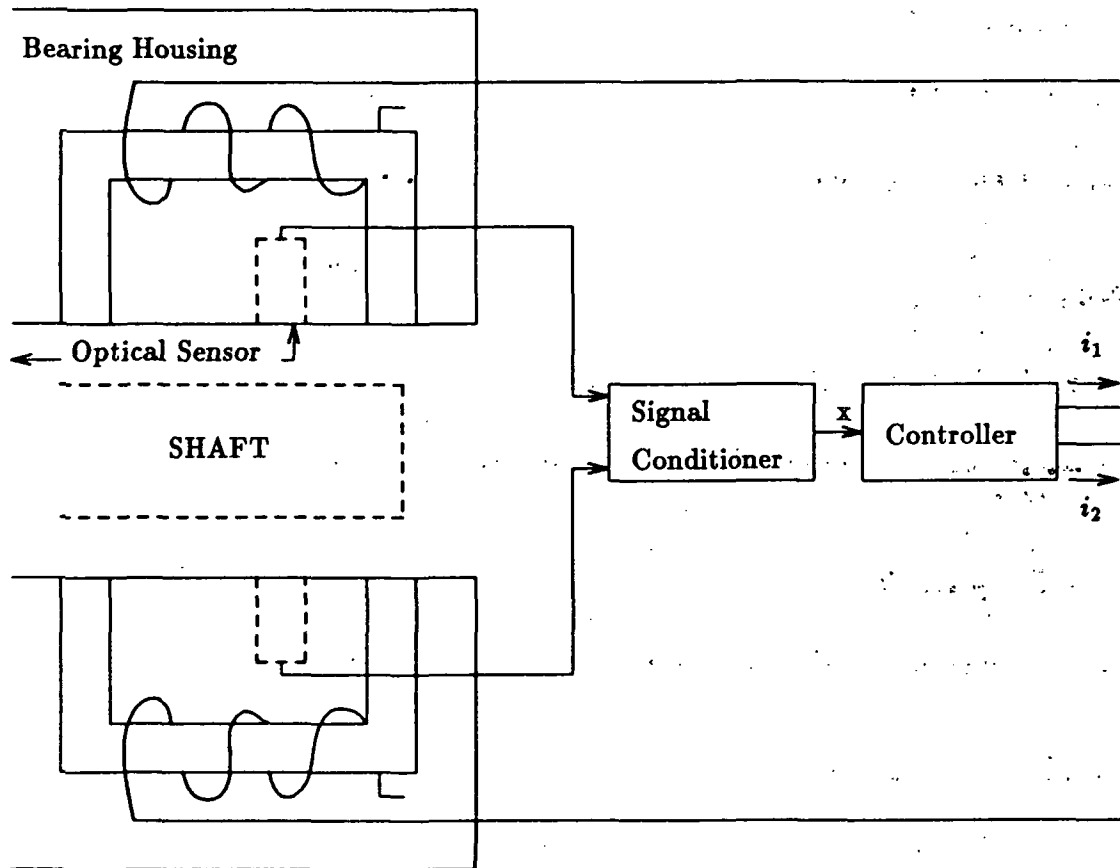 Bearing Housing
Optical Sensor
SHAFT
Signal
Conditioner
x
Controller
i₁
i₂